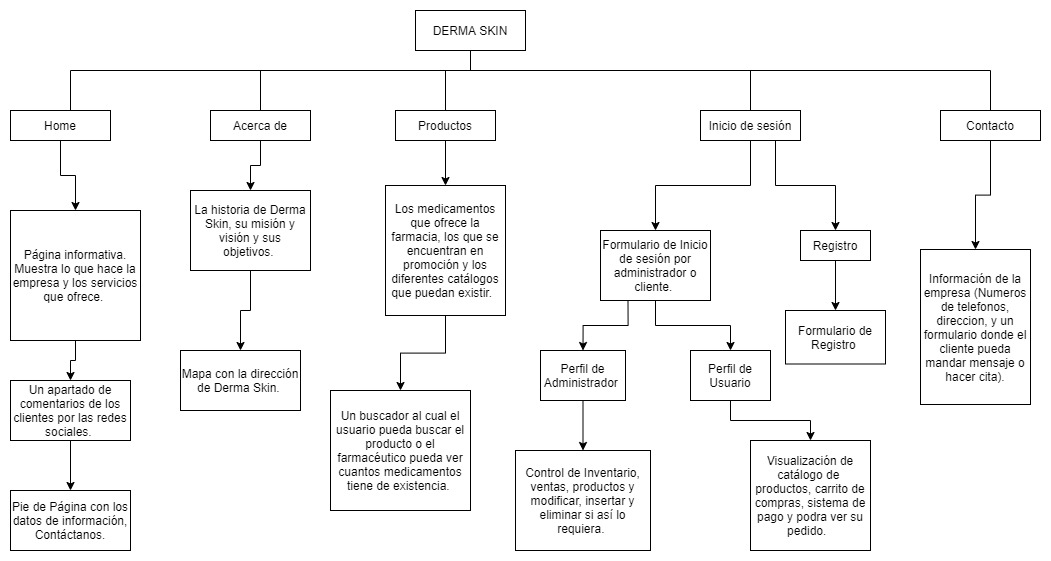 DERMA SKIN
Home
Acerca de
Productos
Inicio de sesión
Contacto
Página informativa.
Muestra lo que hace la
empresa y los servicios
que ofrece.
Un apartado de
comentarios de los
clientes por las redes
sociales.
Pie de Página con los
datos de información,
Contáctanos.
La historia de Derma
Skin, su misión y
visión y sus
objetivos.
Mapa con la dirección
de Derma Skin.
Los medicamentos
que ofrece la
farmacia, los que se
encuentran en
promoción y los
diferentes catálogos
que puedan existir.
Un buscador al cual el
usuario pueda buscar el
producto o el
farmacéutico pueda ver
cuantos medicamentos
tiene de existencia.
Formulario de Inicio
de sesión por
administrador o
cliente.
Perfil de
Administrador
Control de Inventario,
ventas, productos y
modificar, insertar y
eliminar si así lo
requiera.
Perfil de
Usuario
Visualización de
catálogo de
productos, carrito de
compras, sistema de
pago y podra ver su
pedido.
Registro
Formulario de
Registro
Información de la
empresa (Numeros
de telefonos,
direccion, y un
formulario donde el
cliente pueda
mandar mensaje o
hacer cita).